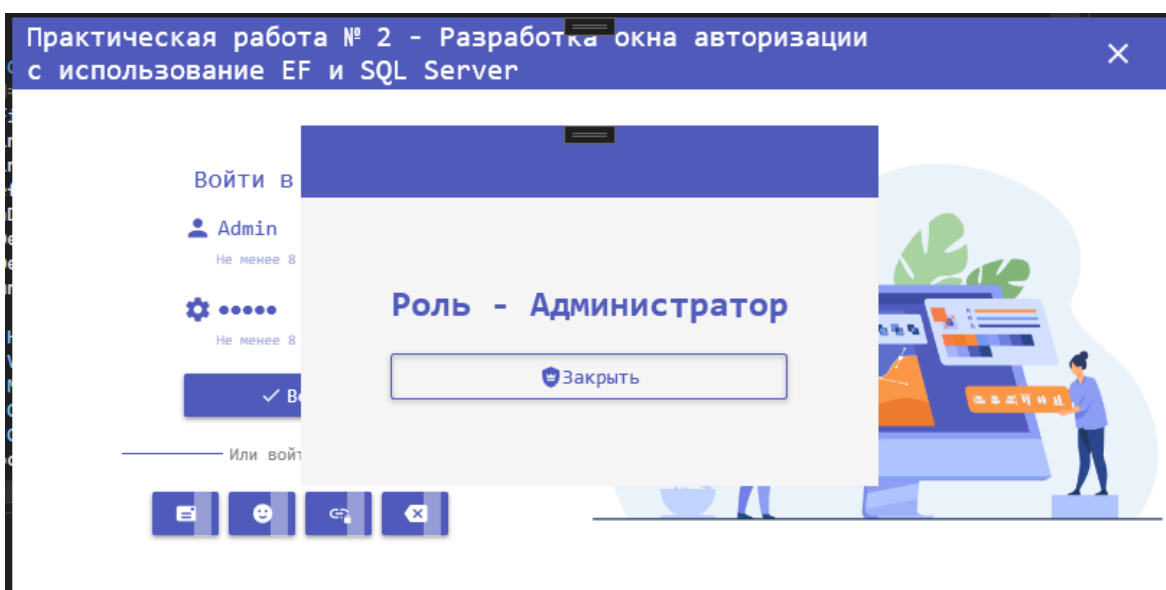 Практическая работа № 2 - Разработка окна авторизации
с использование EF и SQL Server
Войти в
Admin
Не менее 8
Не менее 8
Роль - Администратор
Закрыть
Или